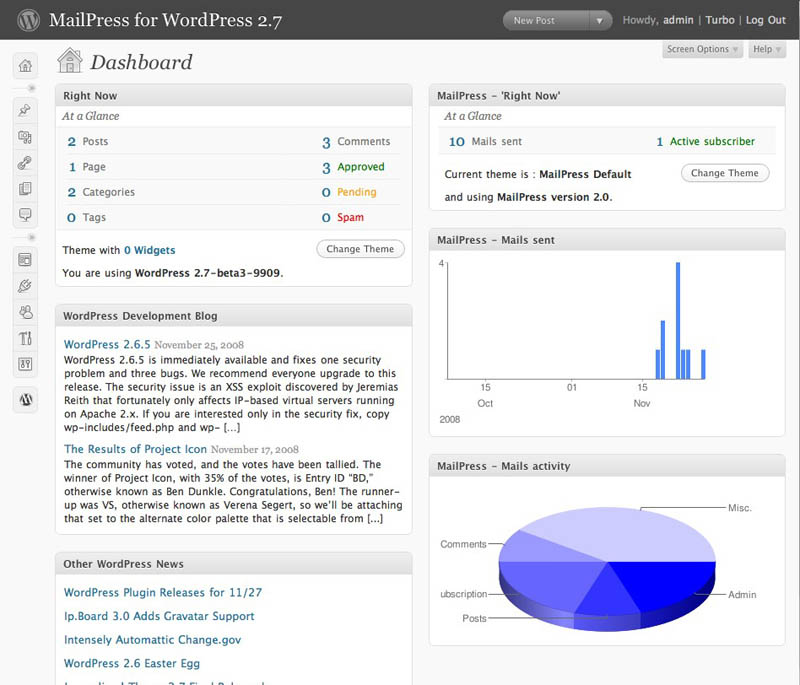 MailPress for WordPress 2.7
New Post
Howdy, admin | Turbo | Log Out
Screen Options
Help
Dashboard
Right Now
At a Glance
2 Posts
3 Comments
1 Page
3 Approved
2 Categories
0 Pending
0 Tags
0 Spam
Theme with 0 Widgets
Change Theme
You are using WordPress 2.7-beta3-9909.
WordPress Development Blog
WordPress 2.6.5 November 25, 2008
WordPress 2.6.5 is immediately available and fixes one security
problem and three bugs. We recommend everyone upgrade to this
release. The security issue is an XSS exploit discovered by Jeremias
Reith that fortunately only affects IP-based virtual servers running
on Apache 2.x. If you are interested only in the security fix, copy
wp-includes/feed.php and wp- [...]
The Results of Project Icon November 17, 2008
The community has voted, and the votes have been tallied. The
winner of Project Icon, with 35% of the votes, is Entry ID “BD,”
otherwise known as Ben Dunkle. Congratulations, Ben! The runner-
up was VS, otherwise known as Verena Segert, so we’ll be attaching
that set to the alternate color palette that is selectable from [...]
Other WordPress News
WordPress Plugin Releases for 11/27
Ip.Board 3.0 Adds Gravatar Support
Intensely Automattic Change.gov
WordPress 2.6 Easter Egg
MailPress - 'Right Now'
At a Glance
10 Mails sent
1 Active subscriber
Current theme is : MailPress Default
Change Theme
and using MailPress version 2.0.
MailPress - Mails sent
4
15
01
15
Oct
Nov
2008
MailPress - Mails activity
Misc.
Comments
ubscription
Admin
Posts